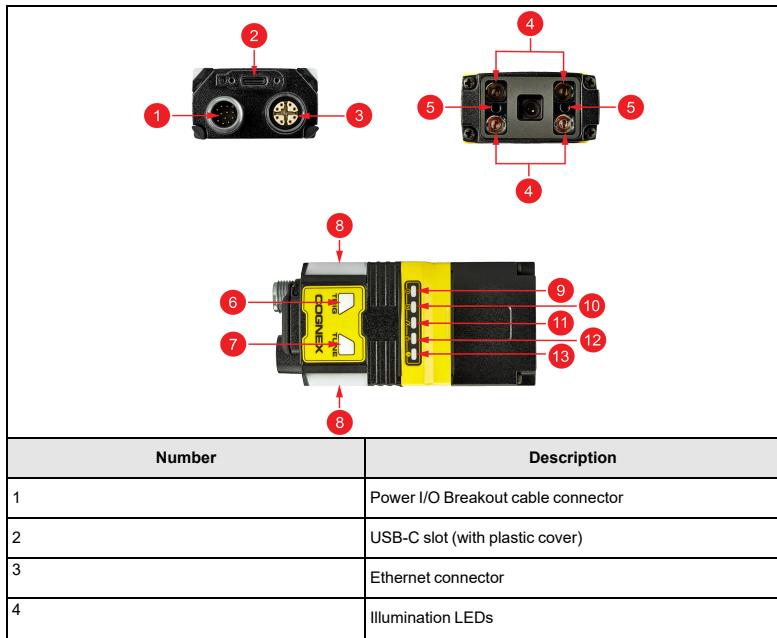 2
4
1
3
5
5
4
8
6
TRIG
COGNEX
7
TUNE
9
10
11
12
13
8
Number Description
1 Power I/O Breakout cable connector
2 USB-C slot (with plastic cover)
3 Ethernet connector
4 Illumination LEDs